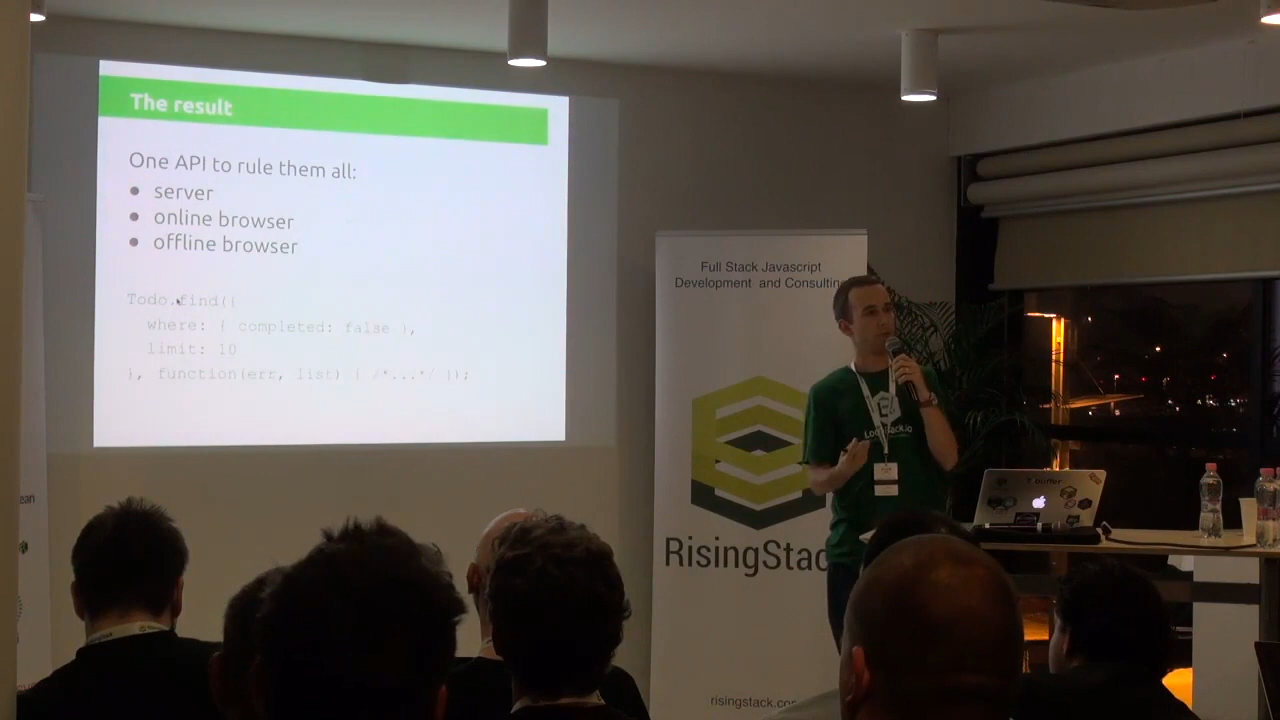 The result
One API to rule them all:
● server
● online browser
● offline browser
Todo.find({
where: { completed: false },
limit: 10
}, function(err, list) { /*...*/ });
Full Stack Javascript
Development and Consulting
RisingStac
risingstack.co